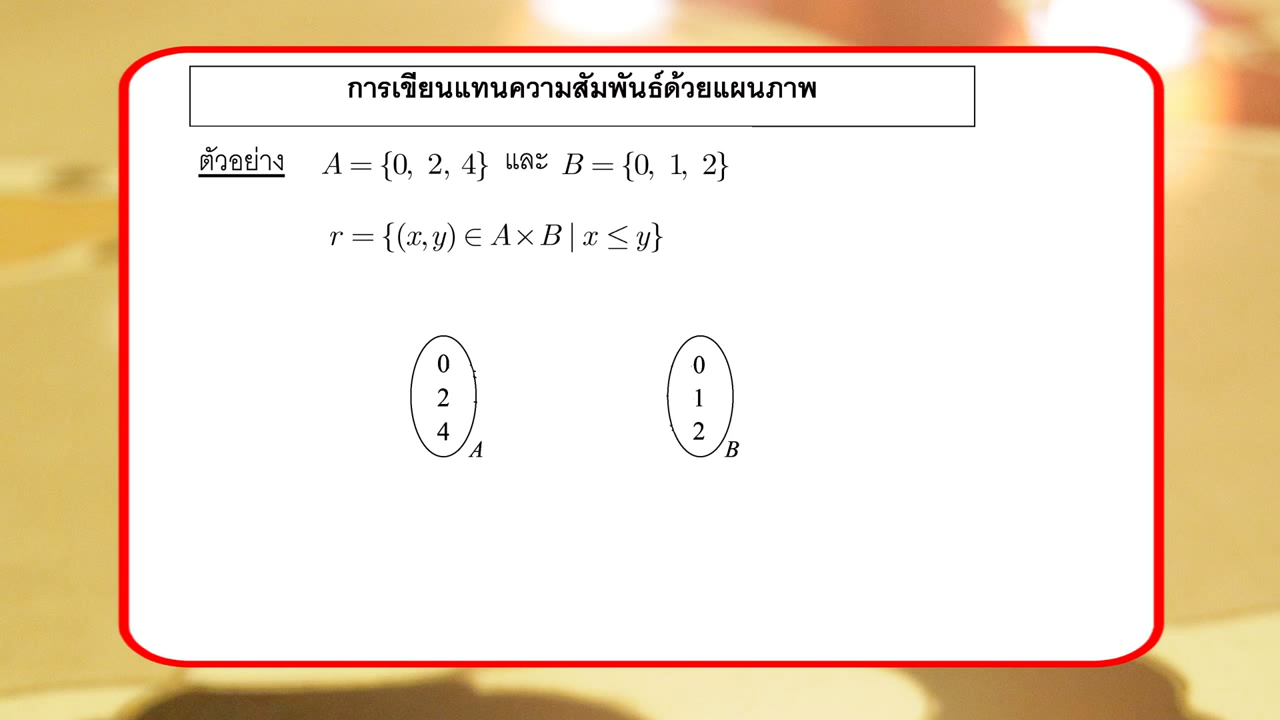 การเขียนแทนความสัมพันธ์ด้วยแผนภาพ
ตัวอย่าง A = {0, 2, 4} และ B = {0, 1, 2}
r = {(x, y) ∈ A × B | x ≤ y}
0 0
2 1
4 2
A B